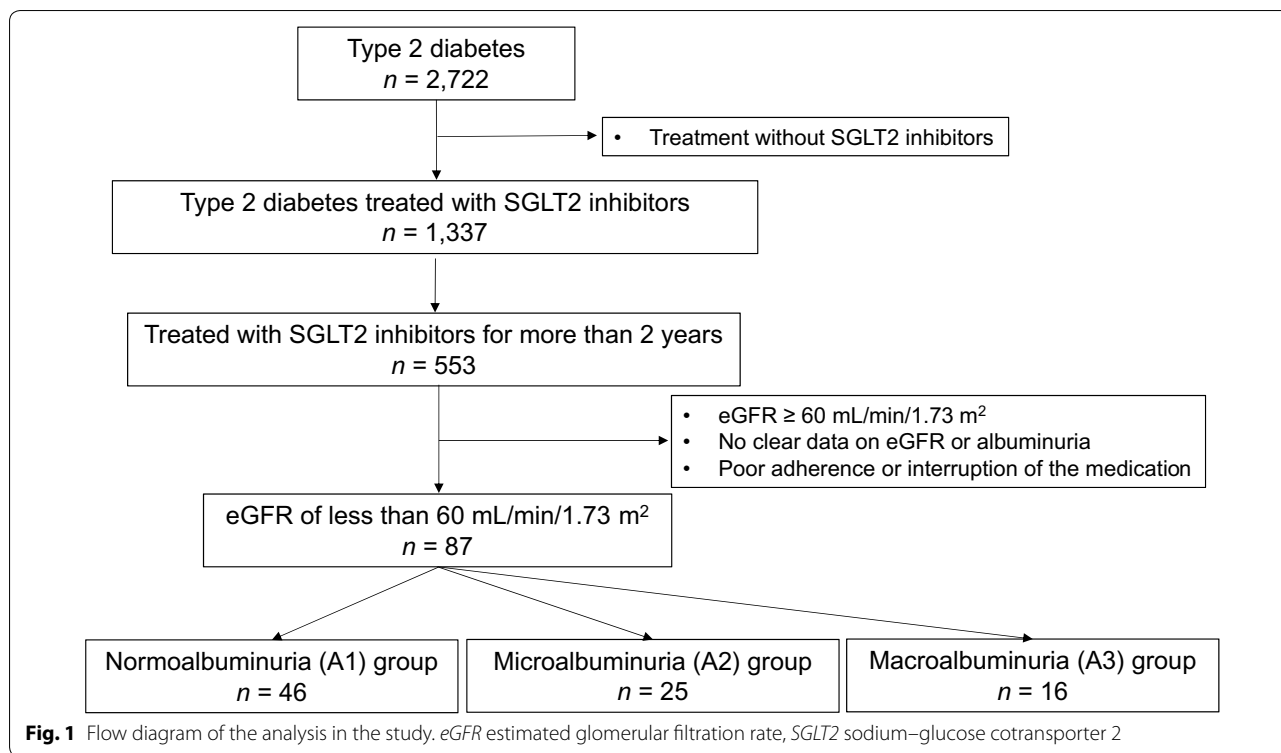 Type 2 diabetes
n = 2,722
• Treatment without SGLT2 inhibitors
Type 2 diabetes treated with SGLT2 inhibitors
n = 1,337
Treated with SGLT2 inhibitors for more than 2 years
n = 553
• eGFR ≥ 60 mL/min/1.73 m²
• No clear data on eGFR or albuminuria
• Poor adherence or interruption of the medication
eGFR of less than 60 mL/min/1.73 m²
n = 87
Normoalbuminuria (A1) group
n = 46
Microalbuminuria (A2) group
n = 25
Macroalbuminuria (A3) group
n = 16
Fig. 1 Flow diagram of the analysis in the study. eGFR estimated glomerular filtration rate, SGLT2 sodium–glucose cotransporter 2